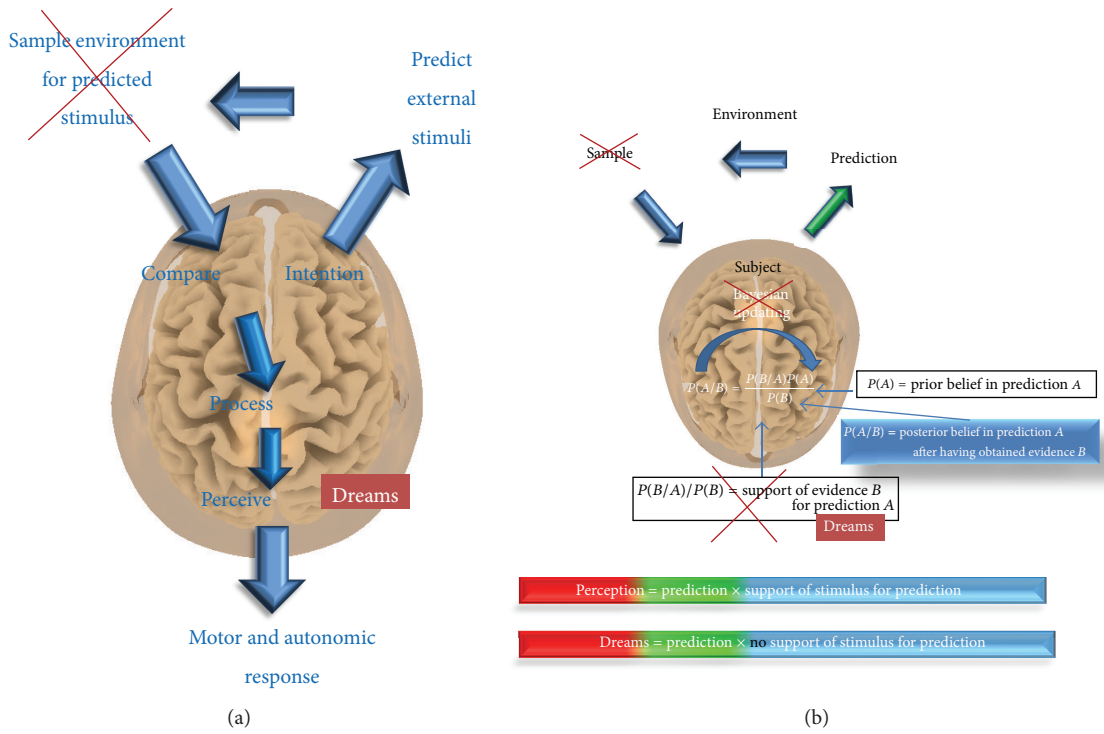 Sample environment
for predicted
stimulus
Predict
external
stimuli
Compare
Intention
Process
Perceive
Dreams
Motor and autonomic
response
(a)
Environment
Sample
Prediction
Subject
Bayesian
updating
P(A/B) = P(B/A)P(A)
P(B)
P(A) = prior belief in prediction A
P(A/B) = posterior belief in prediction A
after having obtained evidence B
P(B/A)/P(B) = support of evidence B
for prediction A
Dreams
Perception = prediction × support of stimulus for prediction
Dreams = prediction × no support of stimulus for prediction
(b)